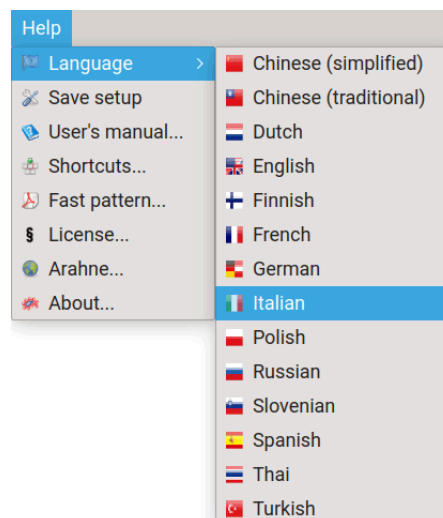 Help
Language
Save setup
User's manual...
Shortcuts...
Fast pattern...
§ License...
Arahne...
About...
Chinese (simplified)
Chinese (traditional)
Dutch
English
Finnish
French
German
Italian
Polish
Russian
Slovenian
Spanish
Thai
Turkish